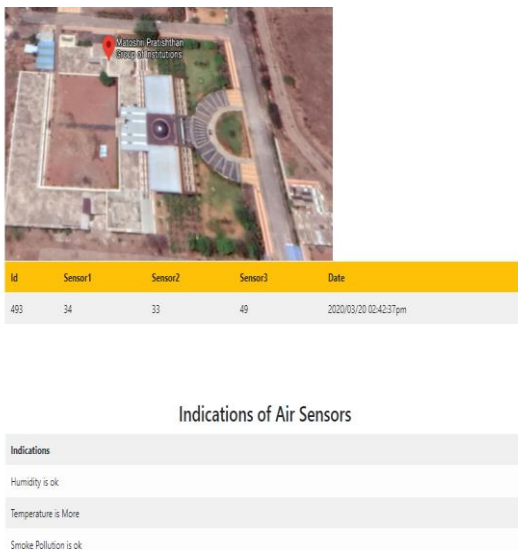 Matoshri Pratishthan
Group of Institutions
Id Sensor1 Sensor2 Sensor3 Date
493 34 33 49 2020/03/20 02:42:37pm
Indications of Air Sensors
Indications
Humidity is ok
Temperature is More
Smoke Pollution is ok